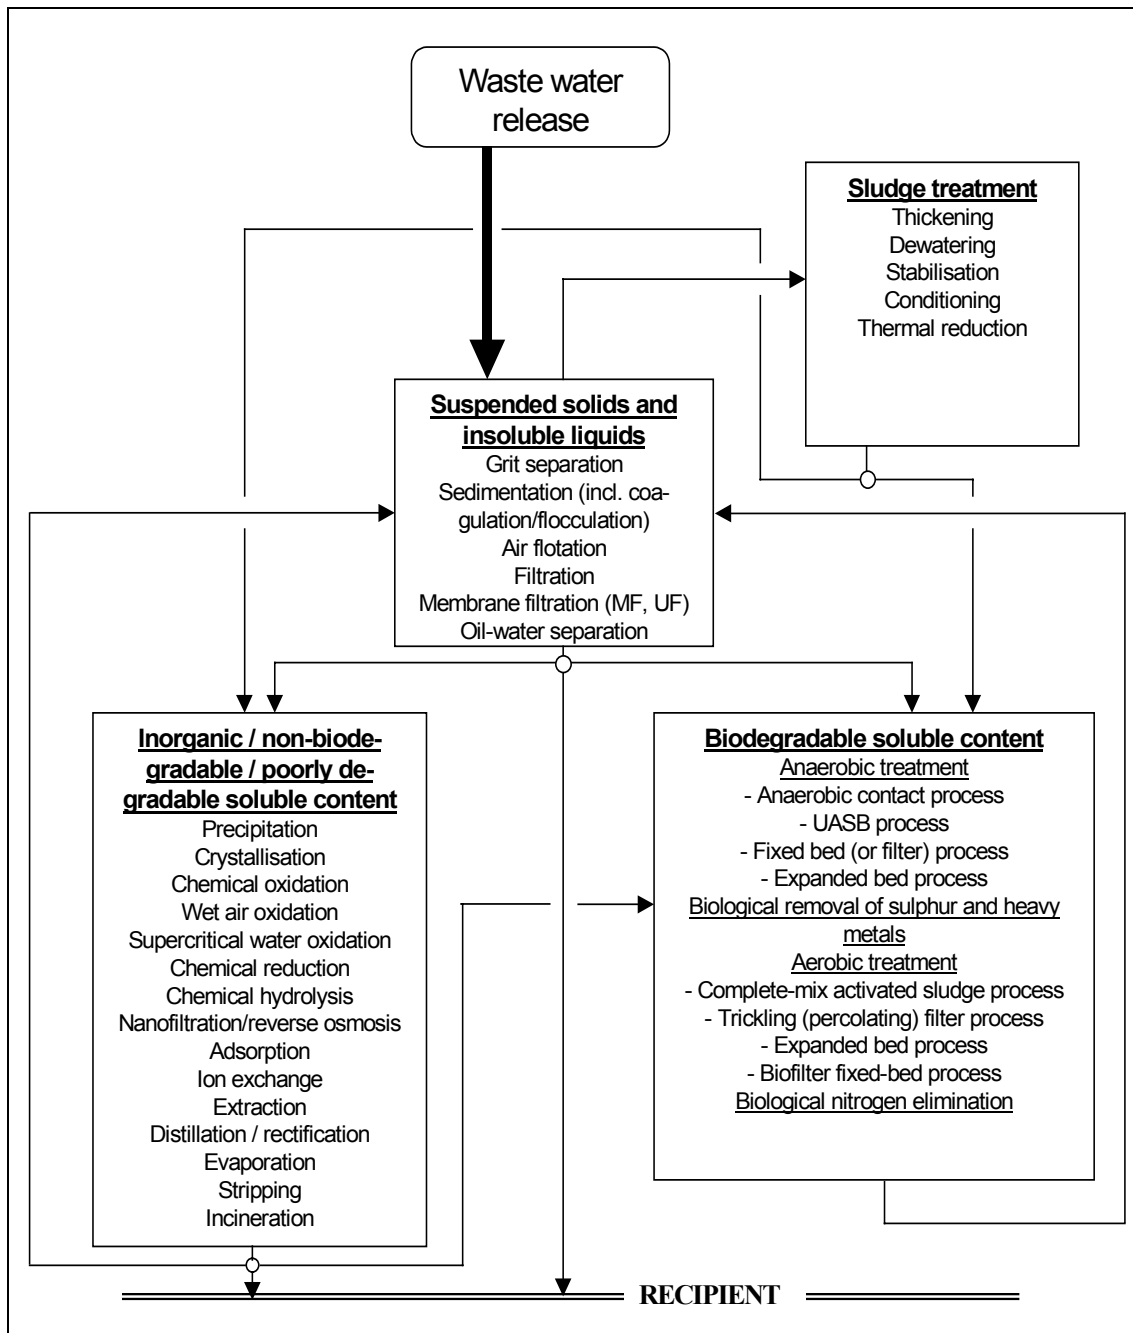 Waste water
release
Sludge treatment
Thickening
Dewatering
Stabilisation
Conditioning
Thermal reduction
Suspended solids and
insoluble liquids
Grit separation
Sedimentation (incl. coa-
gulation/flocculation)
Air flotation
Filtration
Membrane filtration (MF, UF)
Oil-water separation
Inorganic / non-biode-
gradable / poorly de-
gradable soluble content
Precipitation
Crystallisation
Chemical oxidation
Wet air oxidation
Supercritical water oxidation
Chemical reduction
Chemical hydrolysis
Nanofiltration/reverse osmosis
Adsorption
Ion exchange
Extraction
Distillation / rectification
Evaporation
Stripping
Incineration
Biodegradable soluble content
Anaerobic treatment
- Anaerobic contact process
- UASB process
- Fixed bed (or filter) process
- Expanded bed process
Biological removal of sulphur and heavy
metals
Aerobic treatment
- Complete-mix activated sludge process
- Trickling (percolating) filter process
- Expanded bed process
- Biofilter fixed-bed process
Biological nitrogen elimination
RECIPIENT